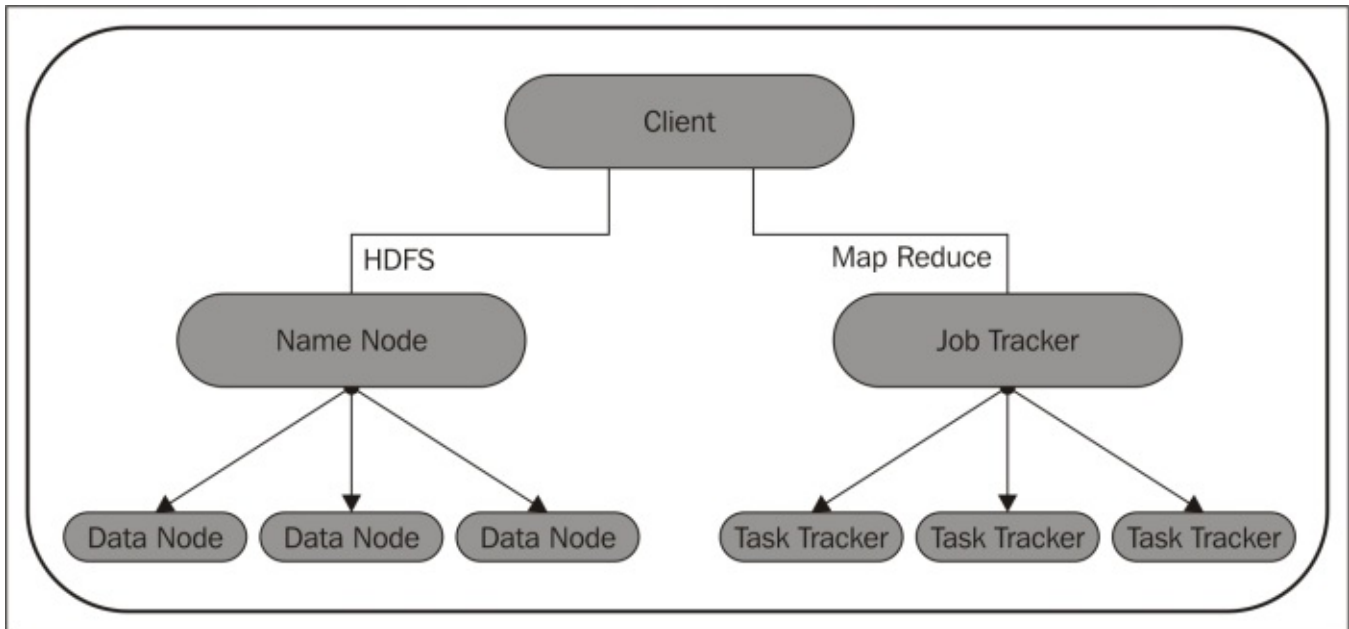 Client
HDFS
Map Reduce
Name Node
Job Tracker
Data Node
Data Node
Data Node
Task Tracker
Task Tracker
Task Tracker